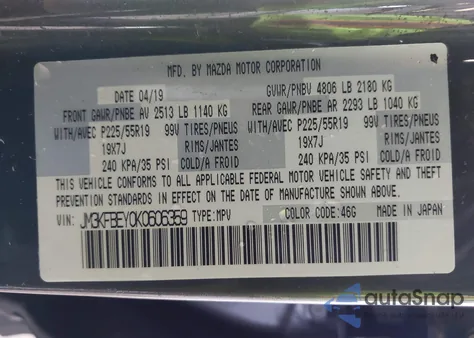 MFD. BY MAZDA MOTOR CORPORATION
DATE 04/19 GVWR/PNBV 4806 LB 2180 KG
FRONT GAWR/PNBE AV 2513 LB 1140 KG REAR GAWR/PNBE AR 2293 LB 1040 KG
WITH/AVEC P225/55R19 99V TIRES/PNEUS WITH/AVEC P225/55R19 99V TIRES/PNEUS
19X7J RIMS/JANTES 19X7J RIMS/JANTES
240 KPA/35 PSI COLD/A FROID 240 KPA/35 PSI COLD/A FROID
THIS VEHICLE CONFORMS TO ALL APPLICABLE FEDERAL MOTOR VEHICLE SAFETY AND THEFT PREVENTION
STANDARDS IN EFFECT ON THE DATE OF MANUFACTURE SHOWN ABOVE.
VIN: JM3KFBEY0K0606359 TYPE: MPV COLOR CODE: 46G MADE IN JAPAN
autoSnap